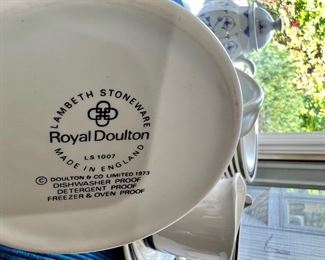 LAMBETH STONEWARE
Royal Doulton
LS 1007
MADE IN ENGLAND
© DOULTON & CO LIMITED 1973
DISHWASHER PROOF
DETERGENT PROOF
FREEZER & OVEN PROOF